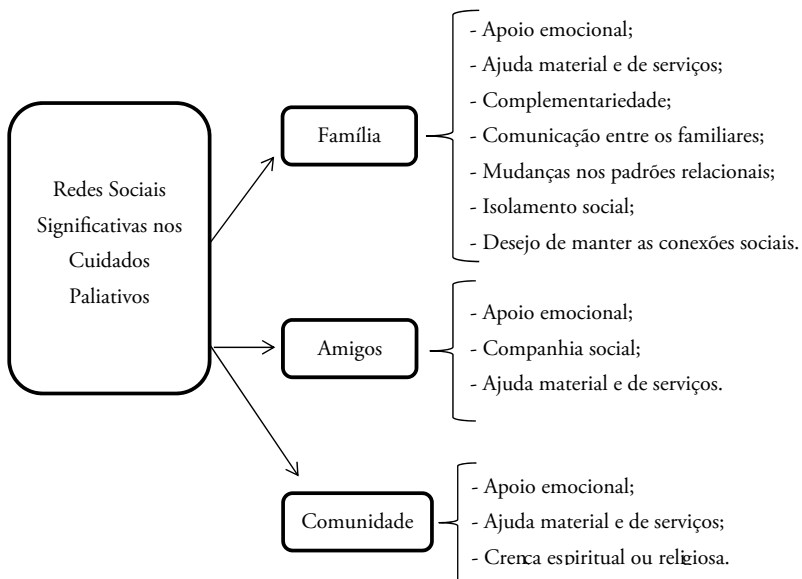 Redes Sociais
Significativas nos
Cuidados
Paliativos
Família
- Apoio emocional;
- Ajuda material e de serviços;
- Complementariedade;
- Comunicação entre os familiares;
- Mudanças nos padrões relacionais;
- Isolamento social;
- Desejo de manter as conexões sociais.
Amigos
- Apoio emocional;
- Companhia social;
- Ajuda material e de serviços.
Comunidade
- Apoio emocional;
- Ajuda material e de serviços;
- Crença espiritual ou religiosa.